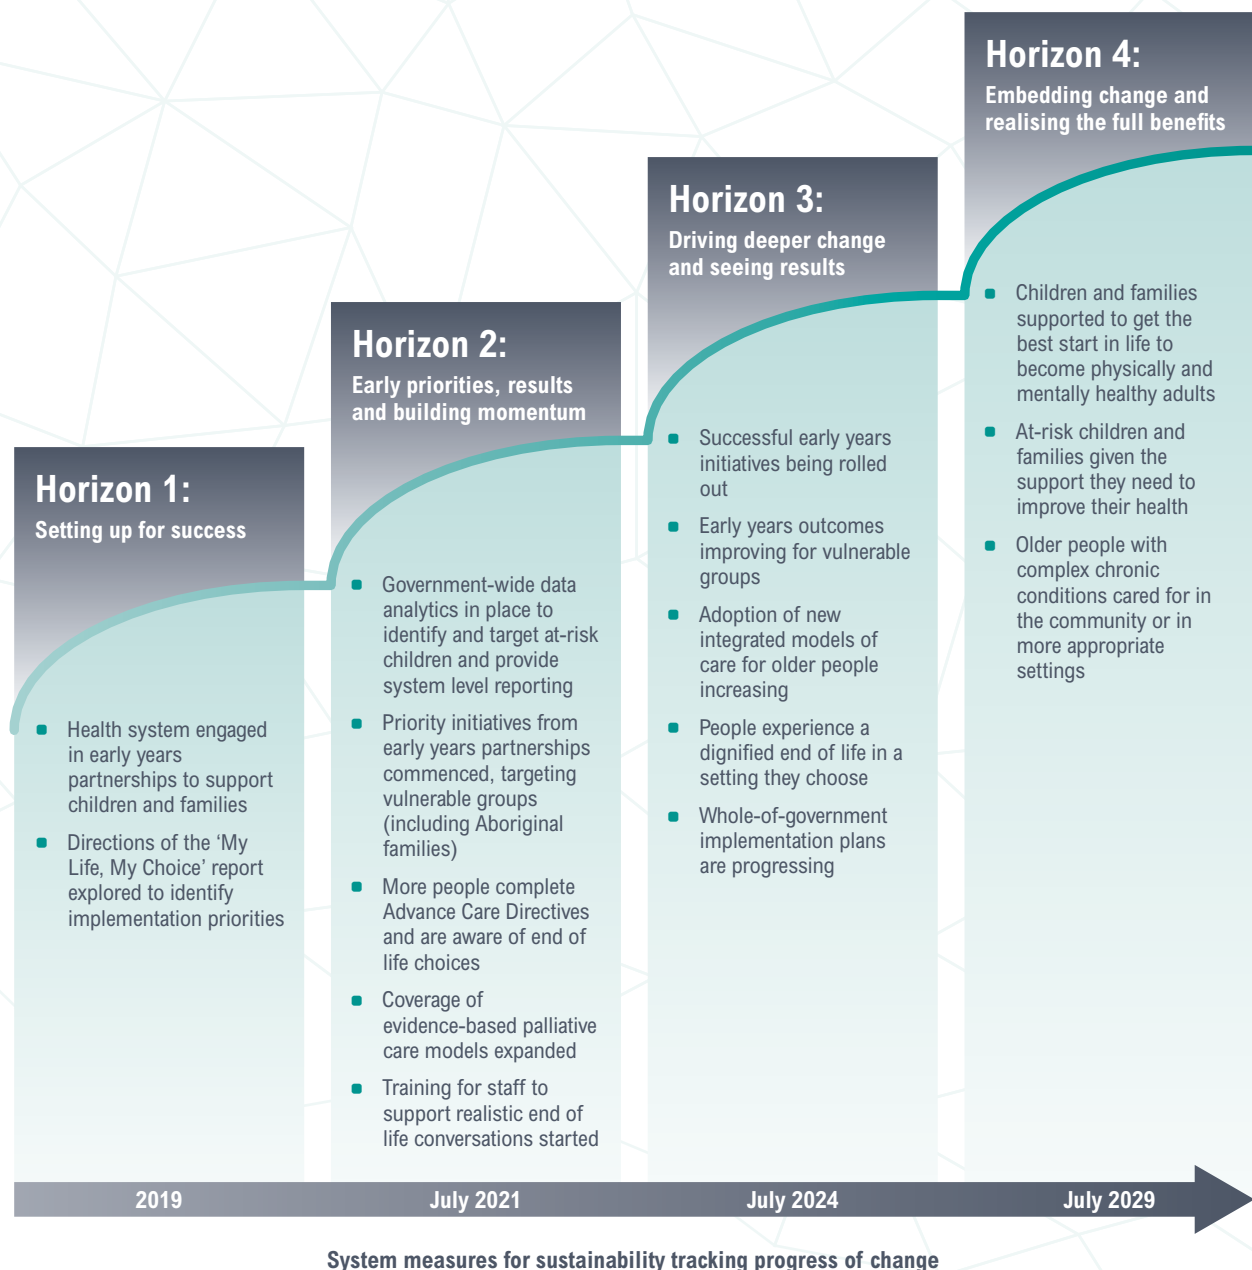 Horizon 1:
Setting up for success
Health system engaged
in early years
partnerships to support
children and families
Directions of the ‘My
Life, My Choice’ report
explored to identify
implementation priorities
Horizon 2:
Early priorities, results
and building momentum
Government-wide data
analytics in place to
identify and target at-risk
children and provide
system level reporting
Priority initiatives from
early years partnerships
commenced, targeting
vulnerable groups
(including Aboriginal
families)
More people complete
Advance Care Directives
and are aware of end of
life choices
Coverage of
evidence-based palliative
care models expanded
Training for staff to
support realistic end of
life conversations started
Horizon 3:
Driving deeper change
and seeing results
Successful early years
initiatives being rolled
out
Early years outcomes
improving for vulnerable
groups
Adoption of new
integrated models of
care for older people
increasing
People experience a
dignified end of life in a
setting they choose
Whole-of-government
implementation plans
are progressing
Horizon 4:
Embedding change and
realising the full benefits
Children and families
supported to get the
best start in life to
become physically and
mentally healthy adults
At-risk children and
families given the
support they need to
improve their health
Older people with
complex chronic
conditions cared for in
the community or in
more appropriate
settings
2019
July 2021
July 2024
July 2029
System measures for sustainability tracking progress of change